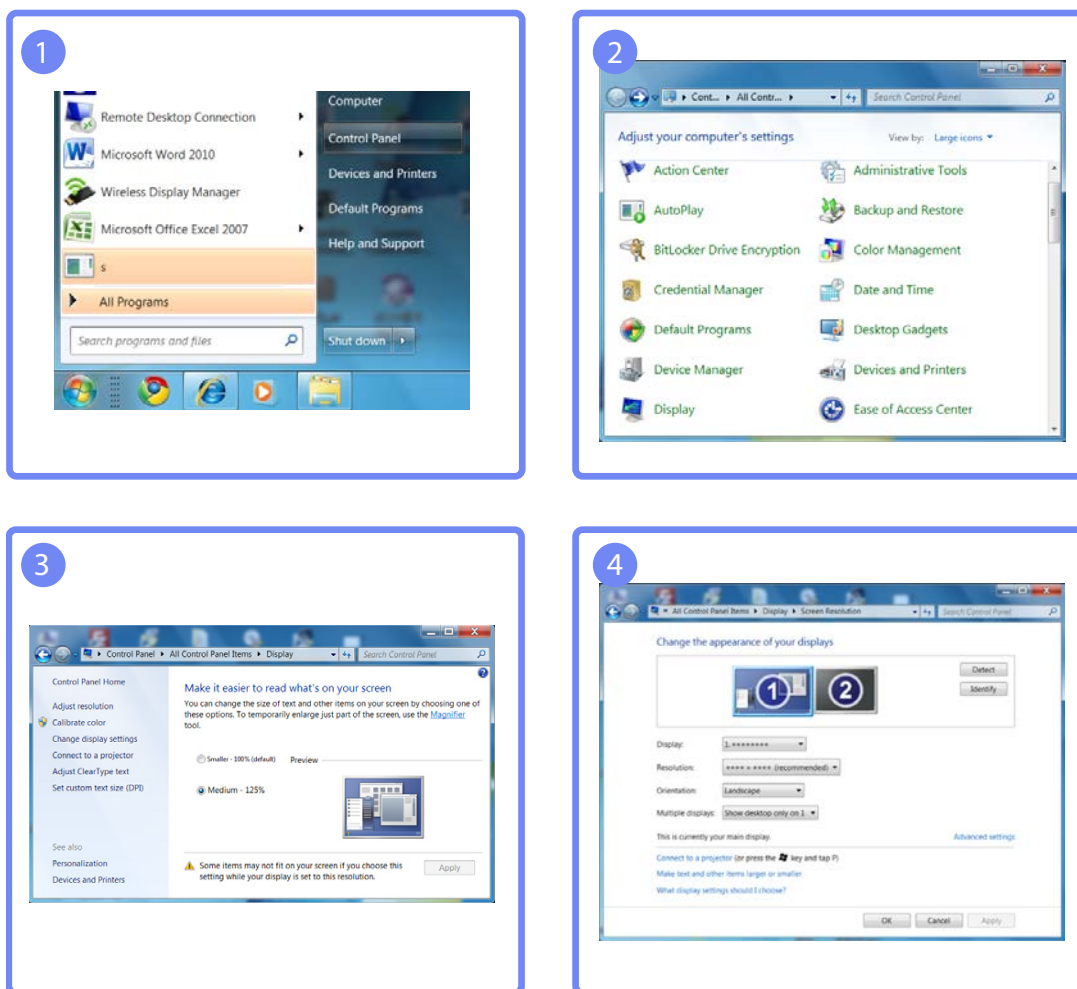 1
Remote Desktop Connection
Microsoft Word 2010
Wireless Display Manager
Microsoft Office Excel 2007
s
All Programs
Search programs and files
Computer
Control Panel
Devices and Printers
Default Programs
Help and Support
Shut down
2
Cont... All Contr...
Search Control Panel
Adjust your computer's settings
View by: Large icons
Action Center
Administrative Tools
AutoPlay
Backup and Restore
BitLocker Drive Encryption
Color Management
Credential Manager
Date and Time
Default Programs
Desktop Gadgets
Device Manager
Devices and Printers
Display
Ease of Access Center
3
Control Panel All Control Panel Items Display
Search Control Panel
Control Panel Home
Adjust resolution
Calibrate color
Change display settings
Connect to a projector
Adjust ClearType text
Set custom text size (DPI)
See also
Personalization
Devices and Printers
Make it easier to read what's on your screen
You can change the size of text and other items on your screen by choosing one of
these options. To temporarily enlarge just part of the screen, use the Magnifier
tool.
Smaller - 100% (default) Preview
Medium - 125%
Some items may not fit on your screen if you choose this
setting while your display is set to this resolution.
Apply
4
All Control Panel Items Display Screen Resolution
Search Control Panel
Change the appearance of your displays
1 2
Detect
Identify
Display: 1. ********
Resolution: **** × **** (recommended)
Orientation: Landscape
Multiple displays: Show desktop only on 1
This is currently your main display.
Advanced settings
Connect to a projector (or press the key and tap P)
Make text and other items larger or smaller
What display settings should I choose?
OK Cancel Apply